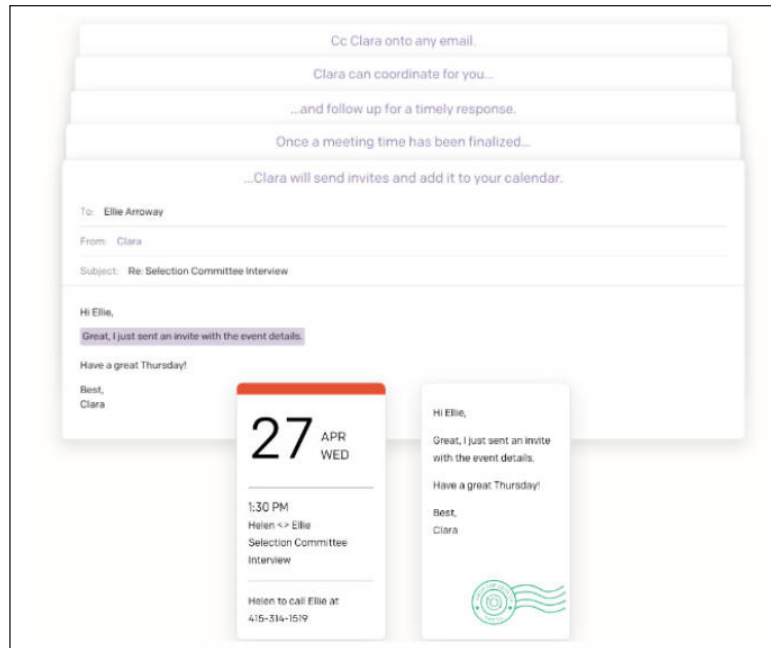 Cc Clara onto any email.
Clara can coordinate for you...
...and follow up for a timely response.
Once a meeting time has been finalized...
...Clara will send invites and add it to your calendar.
To: Ellie Arroway
From: Clara
Subject: Re: Selection Committee Interview
Hi Ellie,
Great, I just sent an invite with the event details.
Have a great Thursday!
Best,
Clara
27 APR
WED
1:30 PM
Helen <> Ellie
Selection Committee
Interview
Helen to call Ellie at
415-314-1519
Hi Ellie,
Great, I just sent an invite
with the event details.
Have a great Thursday!
Best,
Clara